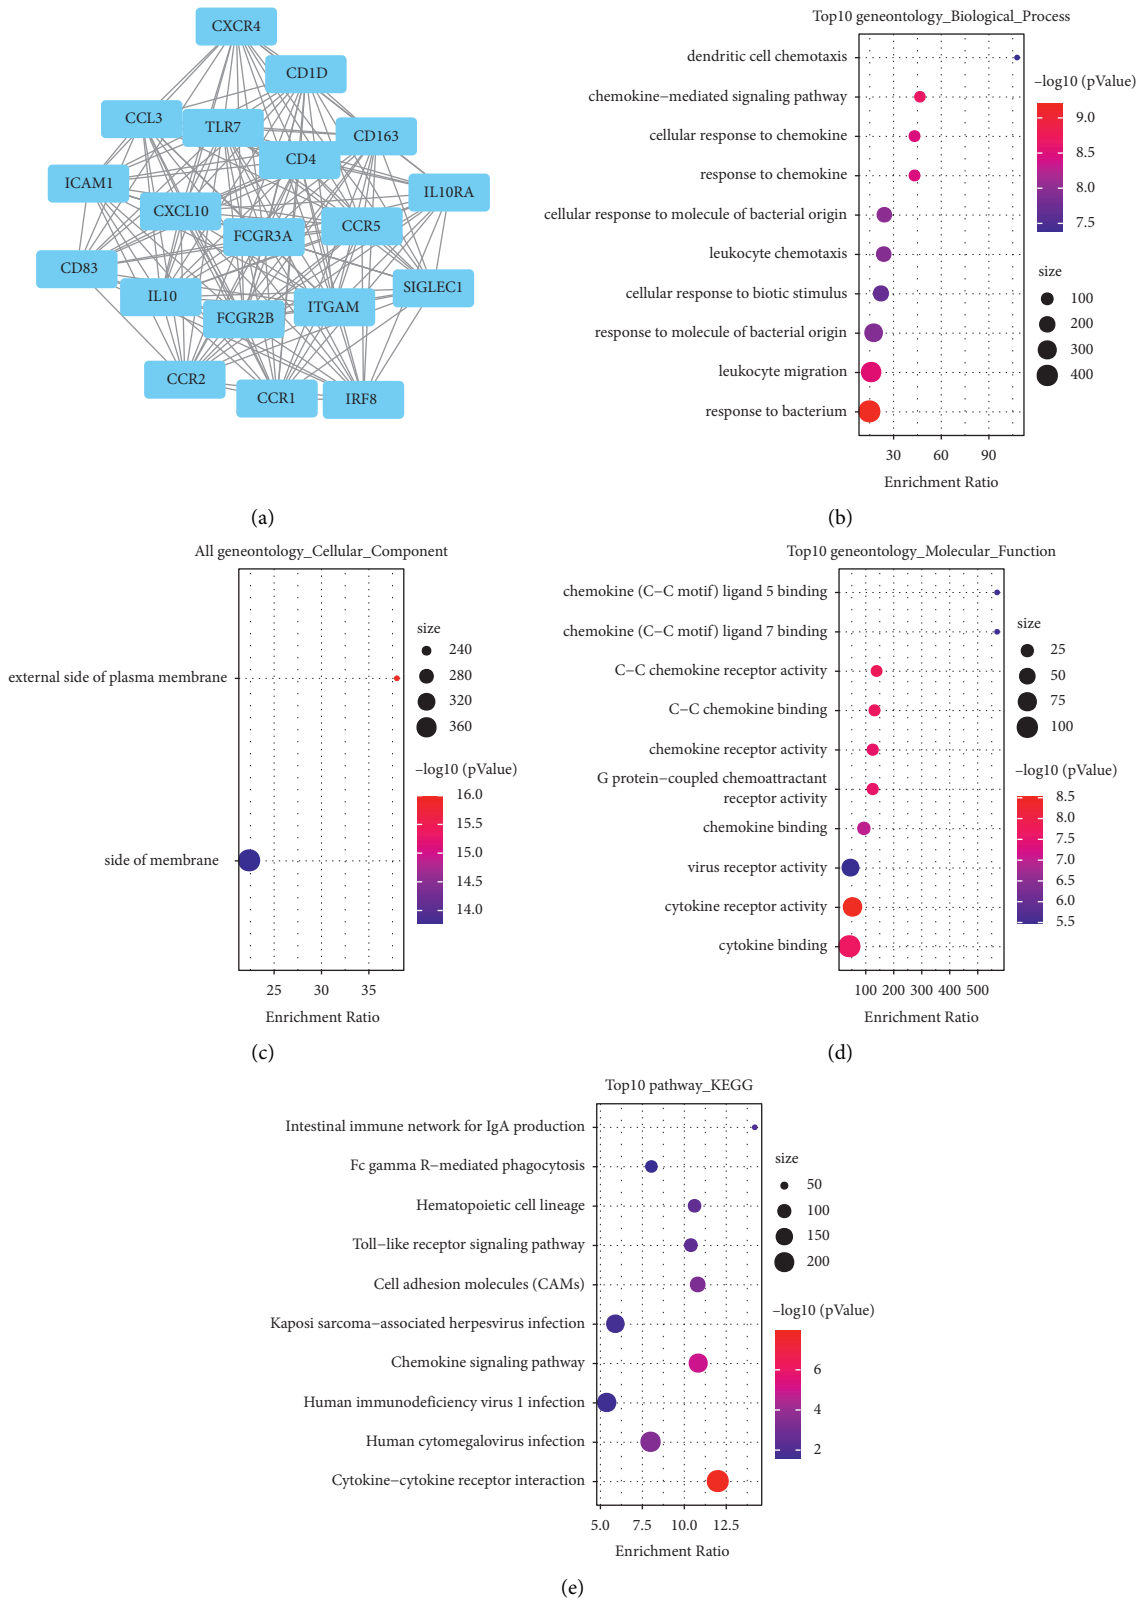 CXCR4
CD1D
CCL3
TLR7
CD163
CD4
ICAM1
IL10RA
CXCL10
CCR5
FCGR3A
CD83
SIGLEC1
IL10
ITGAM
FCGR2B
CCR2
CCR1
IRF8
(a)
Top10 geneontology_Biological_Process
dendritic cell chemotaxis
chemokine−mediated signaling pathway
cellular response to chemokine
response to chemokine
cellular response to molecule of bacterial origin
leukocyte chemotaxis
cellular response to biotic stimulus
response to molecule of bacterial origin
leukocyte migration
response to bacterium
30 60 90
Enrichment Ratio
−log10 (pValue)
9.0
8.5
8.0
7.5
size
100
200
300
400
(b)
All geneontology_Cellular_Component
external side of plasma membrane
side of membrane
25 30 35
Enrichment Ratio
size
240
280
320
360
−log10 (pValue)
16.0
15.5
15.0
14.5
14.0
(c)
Top10 geneontology_Molecular_Function
chemokine (C−C motif) ligand 5 binding
chemokine (C−C motif) ligand 7 binding
C−C chemokine receptor activity
C−C chemokine binding
chemokine receptor activity
G protein−coupled chemoattractant
receptor activity
chemokine binding
virus receptor activity
cytokine receptor activity
cytokine binding
100 200 300 400 500
Enrichment Ratio
size
25
50
75
100
−log10 (pValue)
8.5
8.0
7.5
7.0
6.5
6.0
5.5
(d)
Top10 pathway_KEGG
Intestinal immune network for IgA production
Fc gamma R−mediated phagocytosis
Hematopoietic cell lineage
Toll−like receptor signaling pathway
Cell adhesion molecules (CAMs)
Kaposi sarcoma−associated herpesvirus infection
Chemokine signaling pathway
Human immunodeficiency virus 1 infection
Human cytomegalovirus infection
Cytokine−cytokine receptor interaction
5.0 7.5 10.0 12.5
Enrichment Ratio
size
50
100
150
200
−log10 (pValue)
6
4
2
(e)